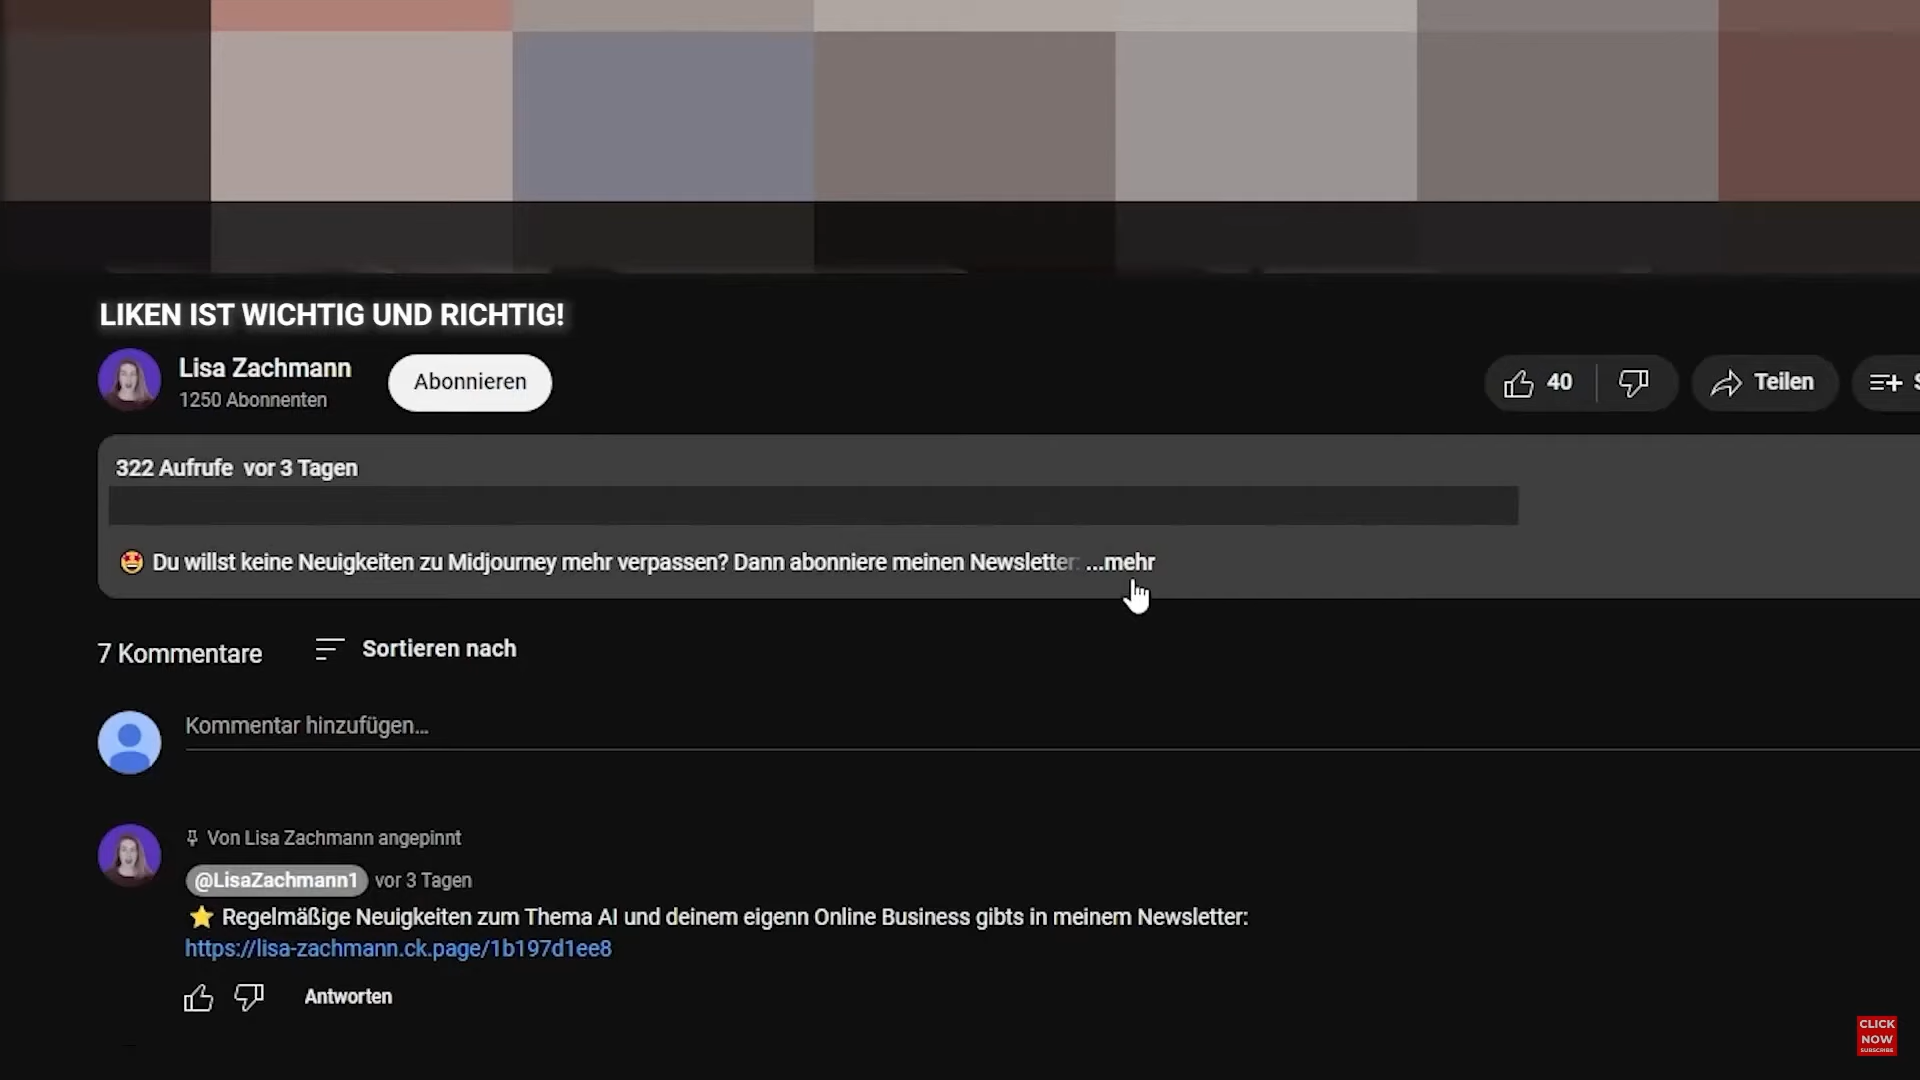 LIKEN IST WICHTIG UND RICHTIG!
Lisa Zachmann
1250 Abonnenten
Abonnieren
40
Teilen
322 Aufrufe vor 3 Tagen
🤩 Du willst keine Neuigkeiten zu Midjourney mehr verpassen? Dann abonniere meinen Newsletter: ...mehr
7 Kommentare
Sortieren nach
Kommentar hinzufügen...
Von Lisa Zachmann angepinnt
@LisaZachmann1 vor 3 Tagen
⭐ Regelmäßige Neuigkeiten zum Thema AI und deinem eigenn Online Business gibts in meinem Newsletter:
https://lisa-zachmann.ck.page/1b197d1ee8
Antworten
CLICK
NOW
SUBSCRIBE